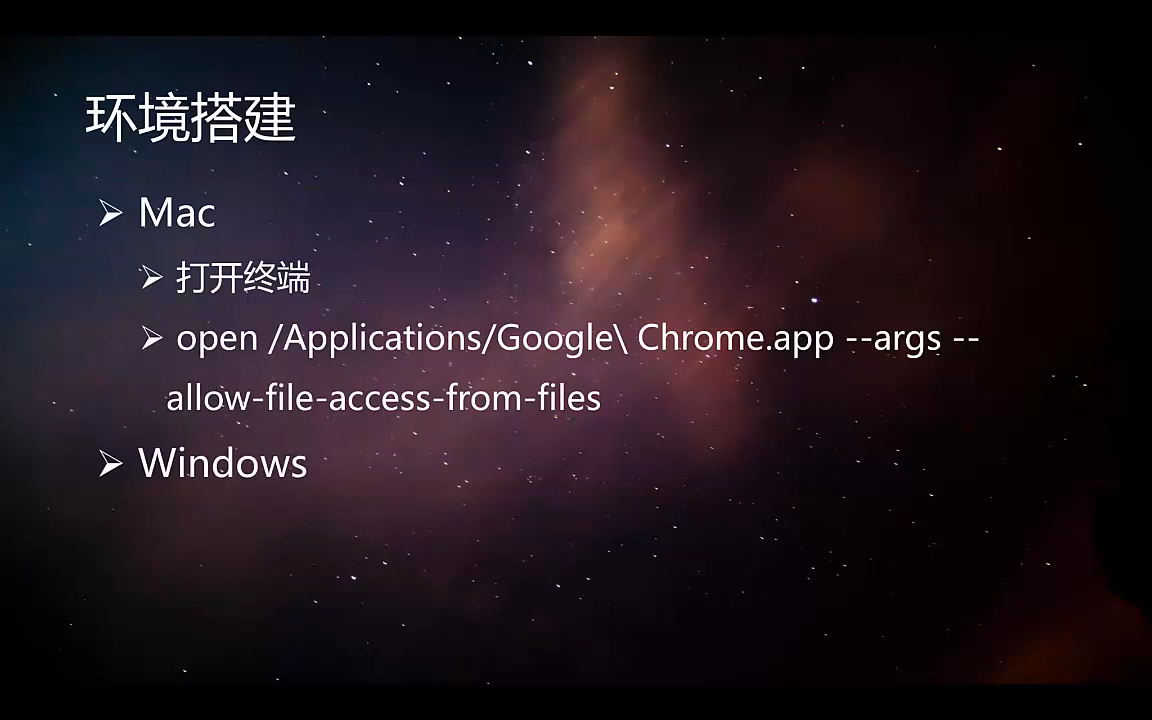 环境搭建
➢ Mac
➢ 打开终端
➢ open /Applications/Google\ Chrome.app --args --
allow-file-access-from-files
➢ Windows